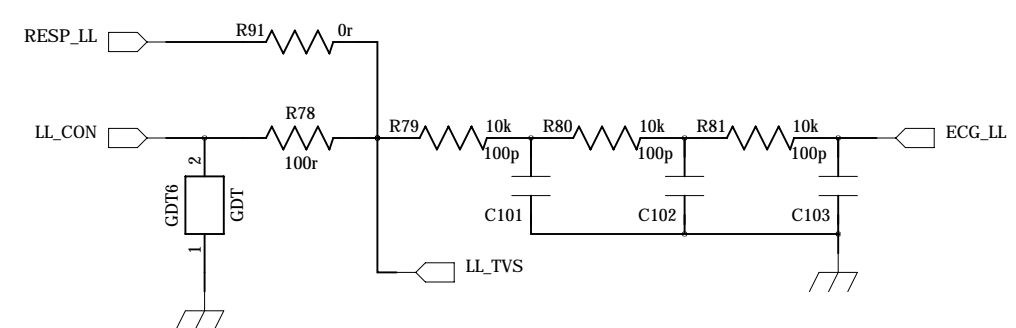 RESP_LL
R91
0r
LL_CON
R78
100r
R79
10k
100p
R80
10k
100p
R81
10k
100p
ECG_LL
2
GDT6
GDT
1
C101
C102
C103
LL_TVS